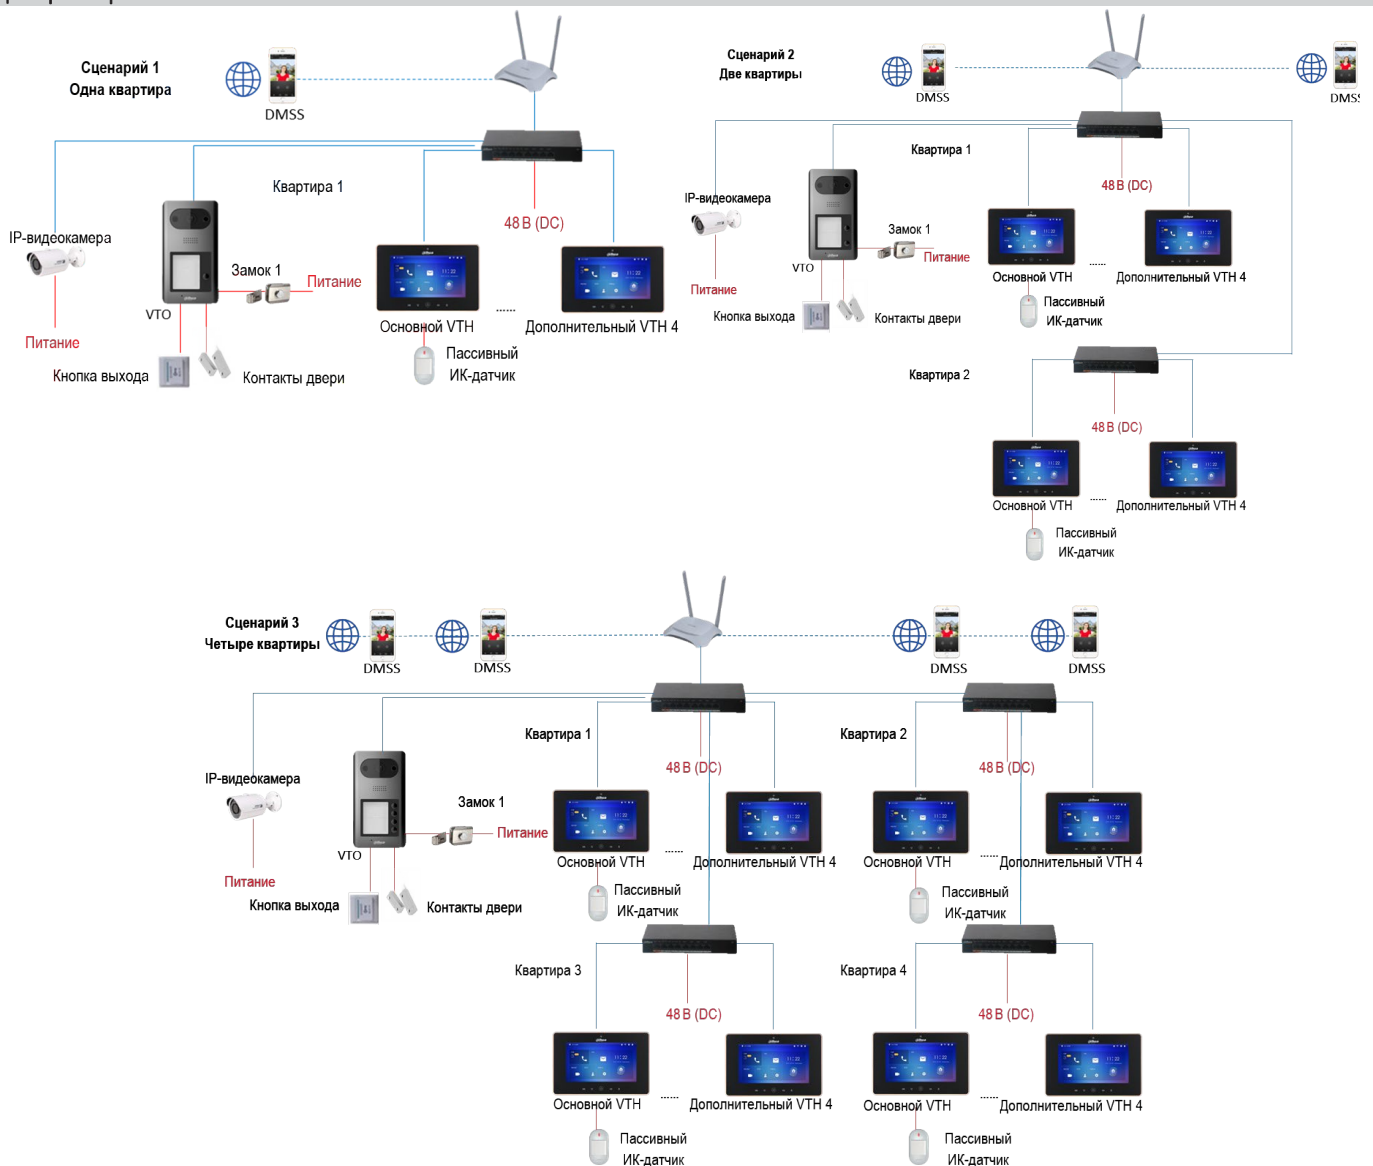 Сценарий 1
Одна квартира
DMSS
Квартира 1
48 В (DC)
IP-видеокамера
Замок 1
Питание
VTO
Питание
Основной VTH
......
Дополнительный VTH 4
Кнопка выхода
Контакты двери
Пассивный
ИК-датчик
Сценарий 2
Две квартиры
DMSS
DMSS
Квартира 1
48 В (DC)
IP-видеокамера
Замок 1
Питание
VTO
Питание
Основной VTH
......
Дополнительный VTH 4
Кнопка выхода
Контакты двери
Пассивный
ИК-датчик
Квартира 2
48 В (DC)
Основной VTH
......
Дополнительный VTH 4
Пассивный
ИК-датчик
Сценарий 3
Четыре квартиры
DMSS
DMSS
DMSS
DMSS
Квартира 1
48 В (DC)
Квартира 2
48 В (DC)
IP-видеокамера
Замок 1
Питание
VTO
Питание
Кнопка выхода
Контакты двери
Основной VTH
......
Дополнительный VTH 4
Пассивный
ИК-датчик
Основной VTH
......
Дополнительный VTH 4
Пассивный
ИК-датчик
Квартира 3
48 В (DC)
Квартира 4
48 В (DC)
Основной VTH
......
Дополнительный VTH 4
Пассивный
ИК-датчик
Основной VTH
......
Дополнительный VTH 4
Пассивный
ИК-датчик